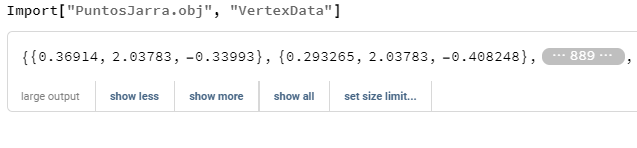 Import["PuntosJarra.obj", "VertexData"]
{{0.36914, 2.03783, -0.33993}, {0.293265, 2.03783, -0.408248}, ··· 889 ···,
large output show less show more show all set size limit...